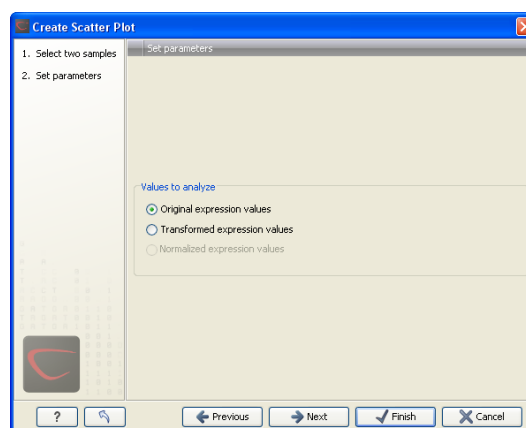 Create Scatter Plot
1. Select two samples
2. Set parameters
Set parameters
Values to analyze
Original expression values
Transformed expression values
Normalized expression values
? Previous Next Finish Cancel